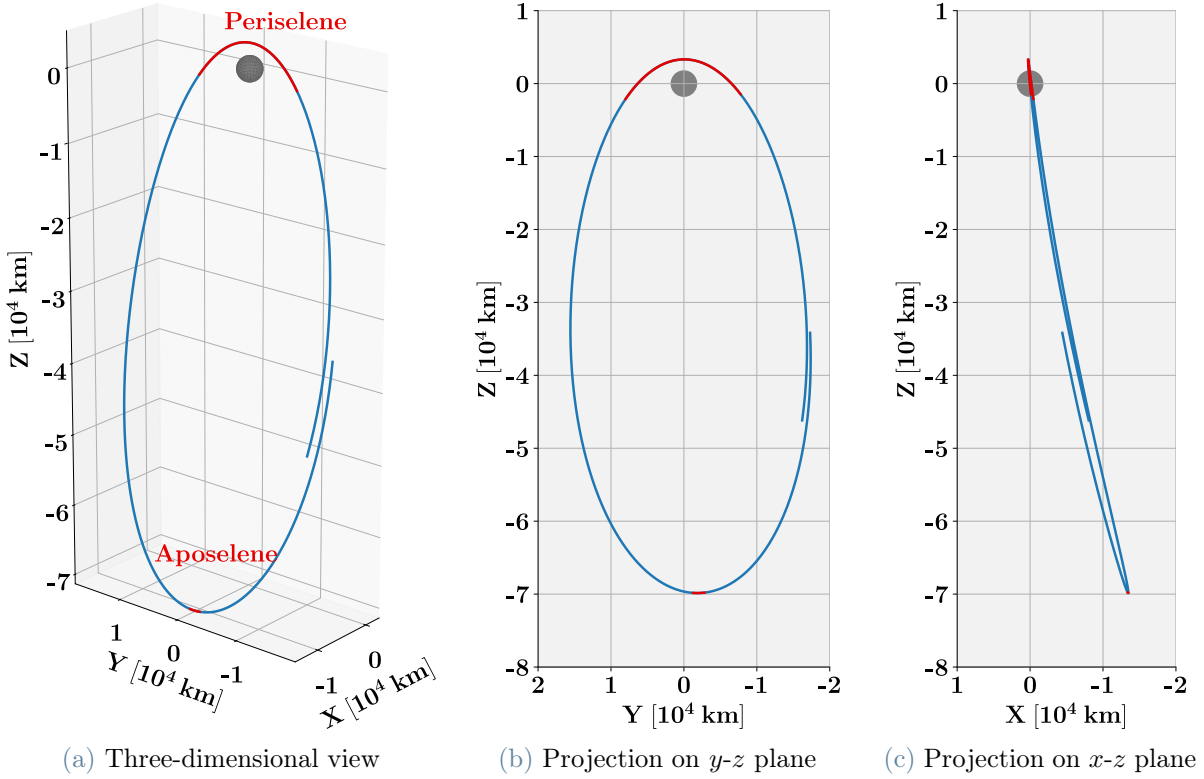 Periselene
0
-1
-2
-3
-4
-5
-6
-7
Z [10⁴ km]
Aposelene
1
0
-1
Y [10⁴ km]
-1
0
X [10⁴ km]
(a) Three-dimensional view
1
0
-1
-2
-3
-4
-5
-6
-7
-8
Z [10⁴ km]
2 1 0 -1 -2
Y [10⁴ km]
(b) Projection on y-z plane
1
0
-1
-2
-3
-4
-5
-6
-7
-8
Z [10⁴ km]
1 0 -1 -2
X [10⁴ km]
(c) Projection on x-z plane